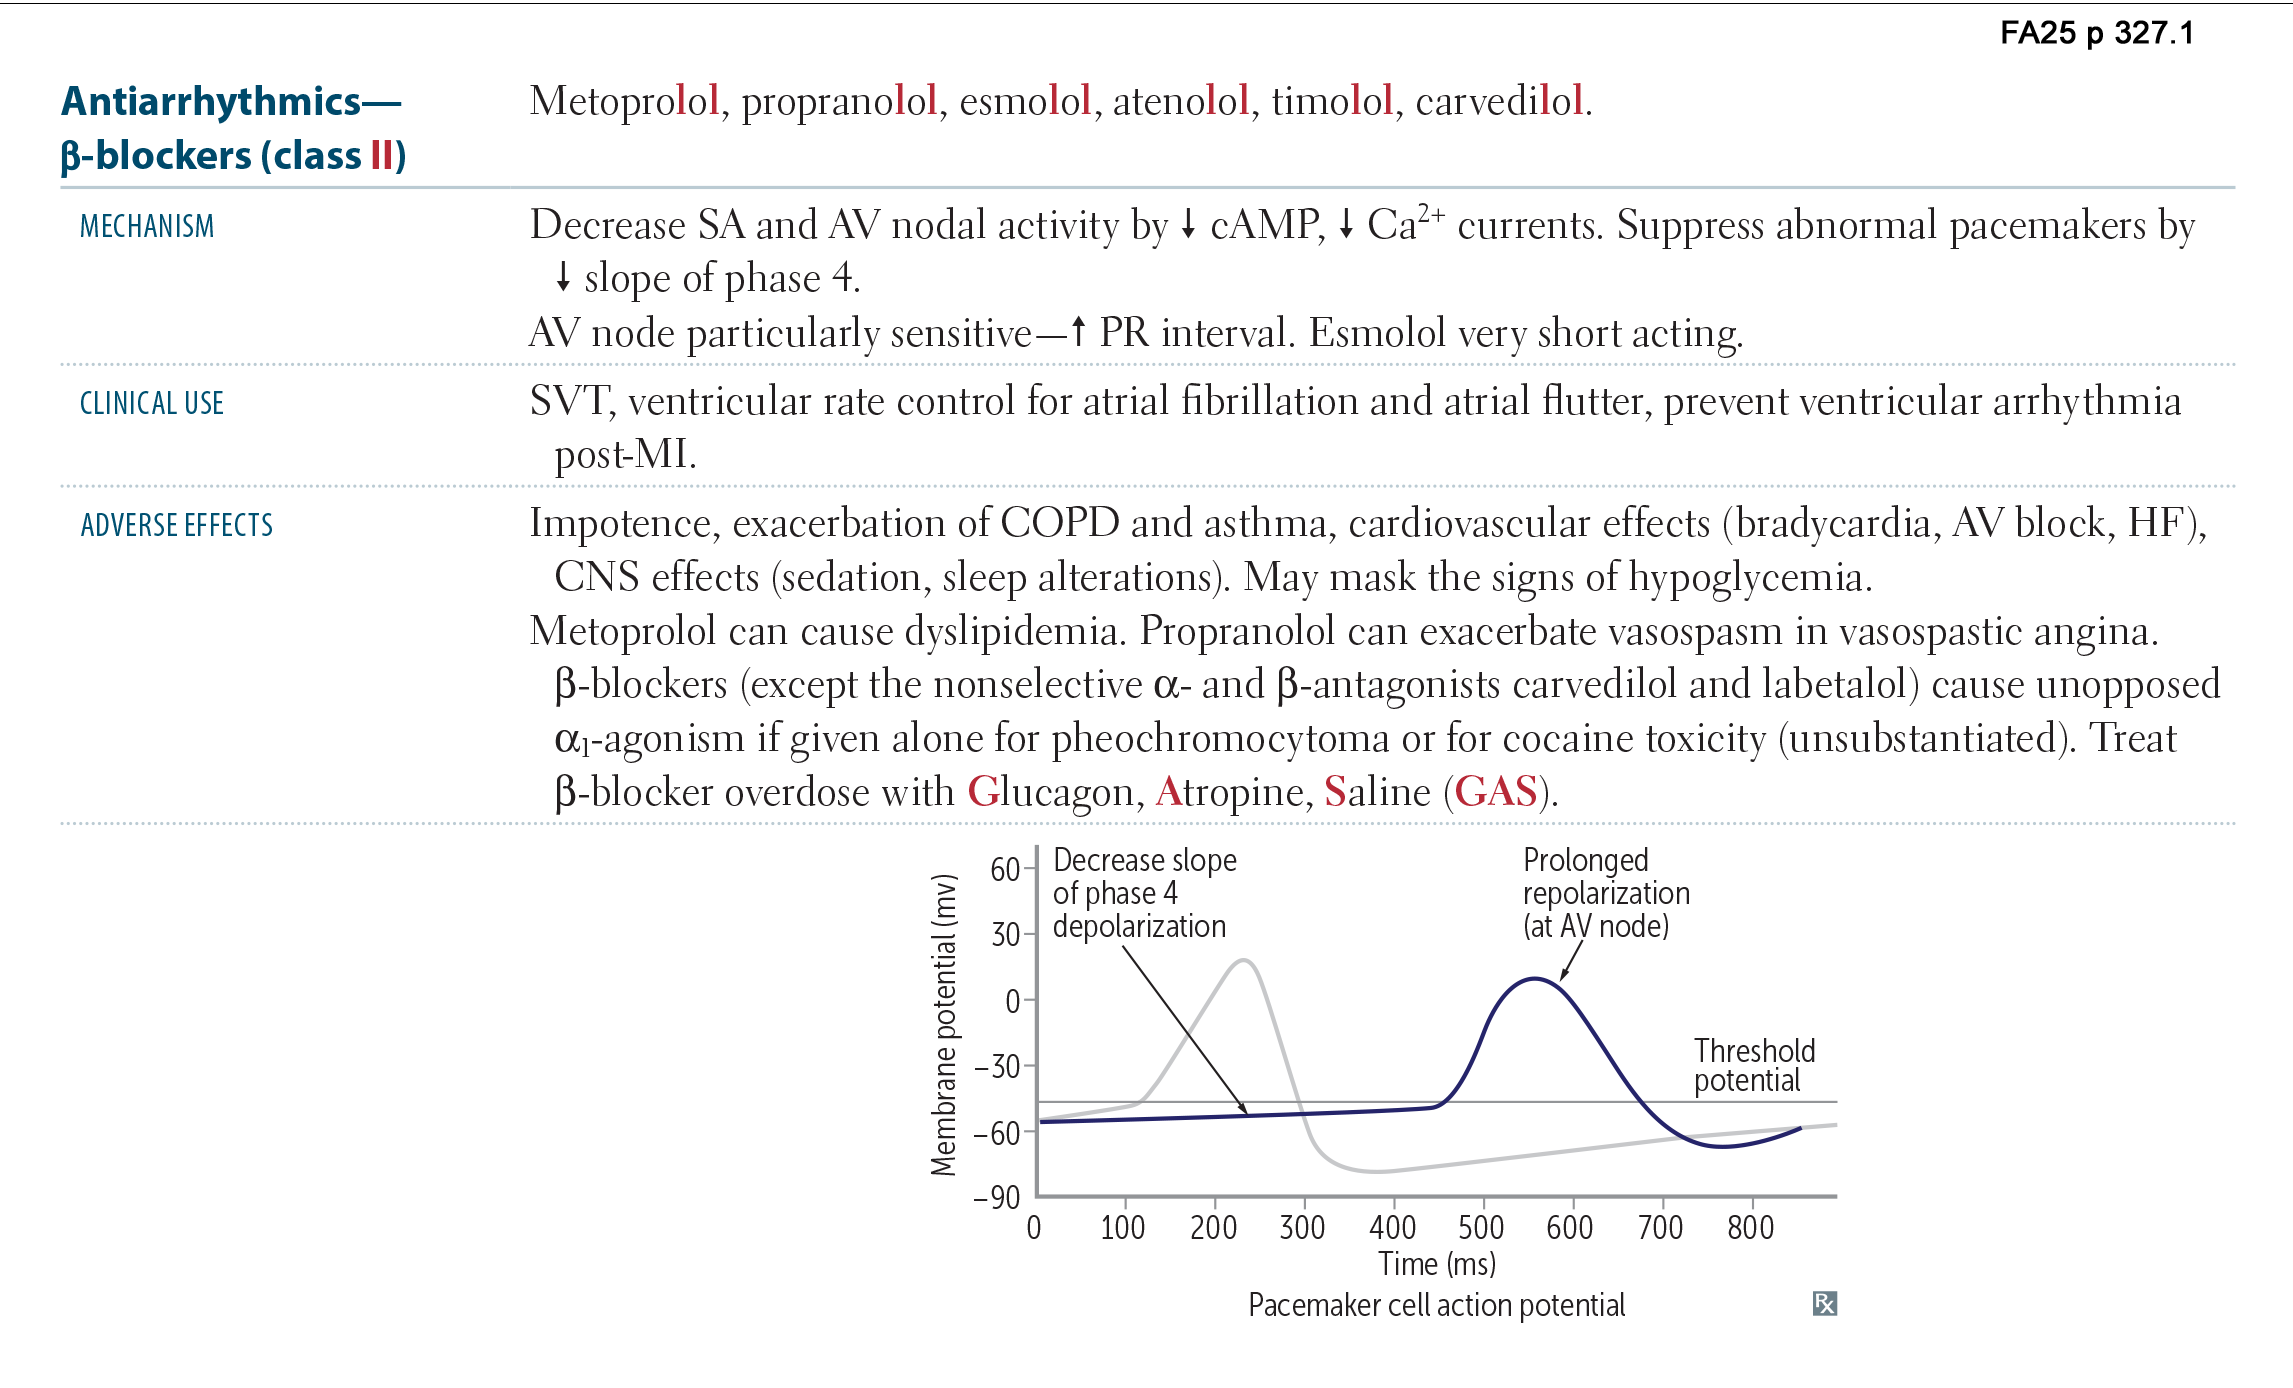 FA25 p 327.1
Antiarrhythmics—
β-blockers (class II)
Metoprolol, propranolol, esmolol, atenolol, timolol, carvedilol.
MECHANISM
Decrease SA and AV nodal activity by ↓ cAMP, ↓ Ca²⁺ currents. Suppress abnormal pacemakers by
↓ slope of phase 4.
AV node particularly sensitive—↑ PR interval. Esmolol very short acting.
CLINICAL USE
SVT, ventricular rate control for atrial fibrillation and atrial flutter, prevent ventricular arrhythmia
post-MI.
ADVERSE EFFECTS
Impotence, exacerbation of COPD and asthma, cardiovascular effects (bradycardia, AV block, HF),
CNS effects (sedation, sleep alterations). May mask the signs of hypoglycemia.
Metoprolol can cause dyslipidemia. Propranolol can exacerbate vasospasm in vasospastic angina.
β-blockers (except the nonselective α- and β-antagonists carvedilol and labetalol) cause unopposed
α₁-agonism if given alone for pheochromocytoma or for cocaine toxicity (unsubstantiated). Treat
β-blocker overdose with Glucagon, Atropine, Saline (GAS).
Membrane potential (mv)
60
30
0
−30
−60
−90
Decrease slope
of phase 4
depolarization
Prolonged
repolarization
(at AV node)
Threshold
potential
0 100 200 300 400 500 600 700 800
Time (ms)
Pacemaker cell action potential
Rx